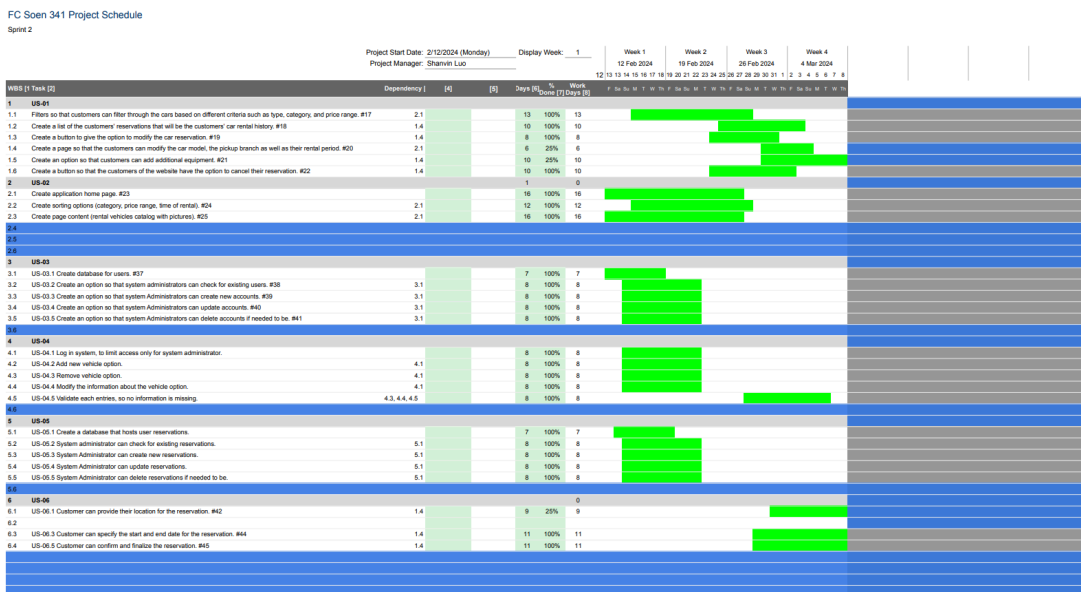 FC Soen 341 Project Schedule
Sprint 2
Project Start Date: 2/12/2024 (Monday) Display Week: 1 Week 1 Week 2 Week 3 Week 4
Project Manager: Shanvin Luo 12 Feb 2024 19 Feb 2024 26 Feb 2024 4 Mar 2024
12 13 13 14 15 16 17 18 19 20 21 22 23 24 25 26 27 28 29 30 31 1 2 3 4 5 6 7 8
WBS [1 Task [2] Dependency [ [4] [5] Days [6] % Done [7] Work Days [8] F Sa Su M T W Th F Sa Su M T W Th F Sa Su M T W Th F Sa Su M T W Th
1 US-01
1.1 Filters so that customers can filter through the cars based on different criteria such as type, category, and price range. #17 2.1 13 100% 13
1.2 Create a list of the customers' reservations that will be the customers' car rental history. #18 1.4 10 100% 10
1.3 Create a button to give the option to modify the car reservation. #19 1.4 8 100% 8
1.4 Create a page so that the customers can modify the car model, the pickup branch as well as their rental period. #20 2.1 6 25% 6
1.5 Create an option so that customers can add additional equipment. #21 1.4 10 25% 10
1.6 Create a button so that the customers of the website have the option to cancel their reservation. #22 1.4 10 100% 10
2 US-02 1 0
2.1 Create application home page. #23 16 100% 16
2.2 Create sorting options (category, price range, time of rental). #24 2.1 12 100% 12
2.3 Create page content (rental vehicles catalog with pictures). #25 2.1 16 100% 16
2.4
2.5
2.6
3 US-03
3.1 US-03.1 Create database for users. #37 7 100% 7
3.2 US-03.2 Create an option so that system administrators can check for existing users. #38 3.1 8 100% 8
3.3 US-03.3 Create an option so that system Administrators can create new accounts. #39 3.1 8 100% 8
3.4 US-03.4 Create an option so that system Administrators can update accounts. #40 3.1 8 100% 8
3.5 US-03.5 Create an option so that system Administrators can delete accounts if needed to be. #41 3.1 8 100% 8
3.6
4 US-04
4.1 US-04.1 Log in system, to limit access only for system administrator. 8 100% 8
4.2 US-04.2 Add new vehicle option. 4.1 8 100% 8
4.3 US-04.3 Remove vehicle option. 4.1 8 100% 8
4.4 US-04.4 Modify the information about the vehicle option. 4.1 8 100% 8
4.5 US-04.5 Validate each entries, so no information is missing. 4.3, 4.4, 4.5 8 100% 8
4.6
5 US-05
5.1 US-05.1 Create a database that hosts user reservations. 7 100% 7
5.2 US-05.2 System administrator can check for existing reservations. 5.1 8 100% 8
5.3 US-05.3 System Administrator can create new reservations. 5.1 8 100% 8
5.4 US-05.4 System Administrator can update reservations. 5.1 8 100% 8
5.5 US-05.5 System Administrator can delete reservations if needed to be. 5.1 8 100% 8
5.6
6 US-06 0
6.1 US-06.1 Customer can provide their location for the reservation. #42 1.4 9 25% 9
6.2
6.3 US-06.3 Customer can specify the start and end date for the reservation. #44 1.4 11 100% 11
6.4 US-06.5 Customer can confirm and finalize the reservation. #45 1.4 11 100% 11